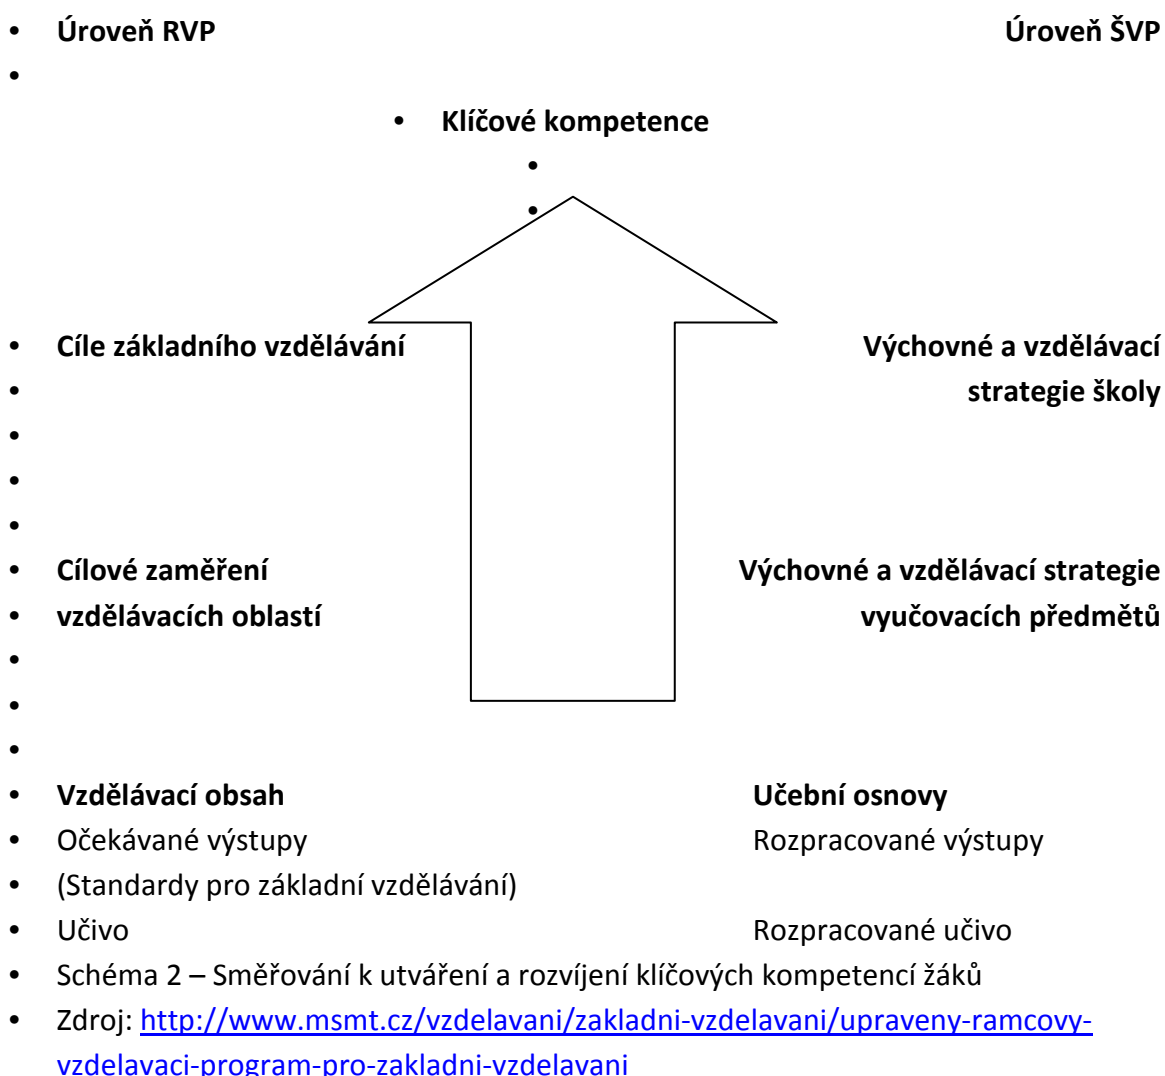 • Úroveň RVP Úroveň ŠVP
•
• Klíčové kompetence
•
•
• Cíle základního vzdělávání Výchovné a vzdělávací
• strategie školy
•
•
•
• Cílové zaměření Výchovné a vzdělávací strategie
• vzdělávacích oblastí vyučovacích předmětů
•
•
•
• Vzdělávací obsah Učební osnovy
• Očekávané výstupy Rozpracované výstupy
• (Standardy pro základní vzdělávání)
• Učivo Rozpracované učivo
• Schéma 2 – Směřování k utváření a rozvíjení klíčových kompetencí žáků
• Zdroj: http://www.msmt.cz/vzdelavani/zakladni-vzdelavani/upraveny-ramcovy-
vzdelavaci-program-pro-zakladni-vzdelavani